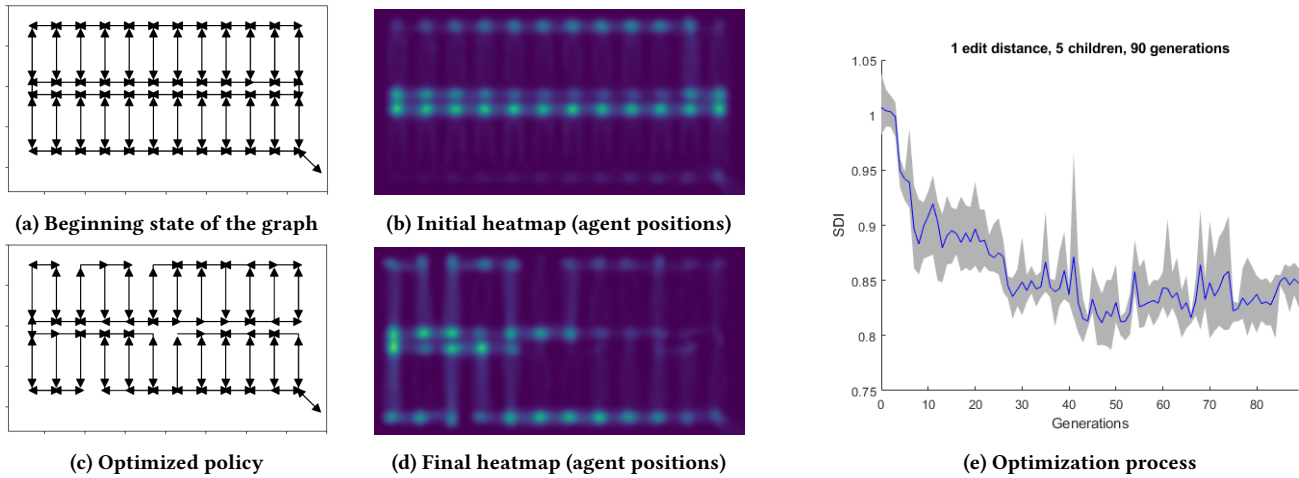 (a) Beginning state of the graph
(b) Initial heatmap (agent positions)
(c) Optimized policy
(d) Final heatmap (agent positions)
1 edit distance, 5 children, 90 generations
1.05
1
0.95
0.9
0.85
0.8
0.75
SDI
0 10 20 30 40 50 60 70 80
Generations
(e) Optimization process